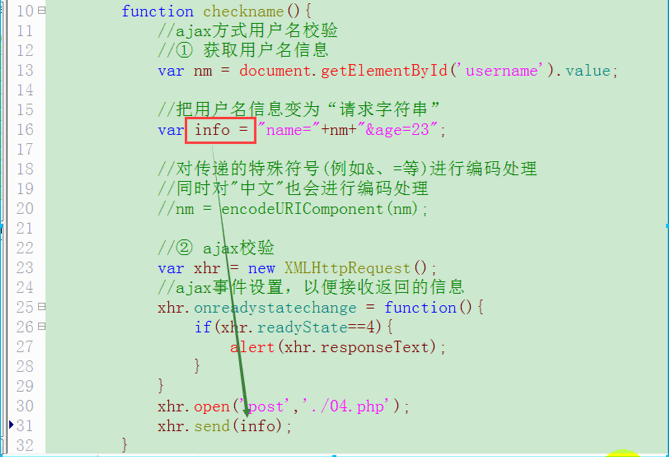 10 function checkname(){
11 //ajax方式用户名校验
12 //① 获取用户名信息
13 var nm = document.getElementById('username').value;
14
15 //把用户名信息变为“请求字符串”
16 var info = "name="+nm+"&age=23";
17
18 //对传递的特殊符号(例如&、=等)进行编码处理
19 //同时对"中文"也会进行编码处理
20 //nm = encodeURIComponent(nm);
21
22 //② ajax校验
23 var xhr = new XMLHttpRequest();
24 //ajax事件设置，以便接收返回的信息
25 xhr.onreadystatechange = function(){
26 if(xhr.readyState==4){
27 alert(xhr.responseText);
28 }
29 }
30 xhr.open('post','./04.php');
31 xhr.send(info);
32 }